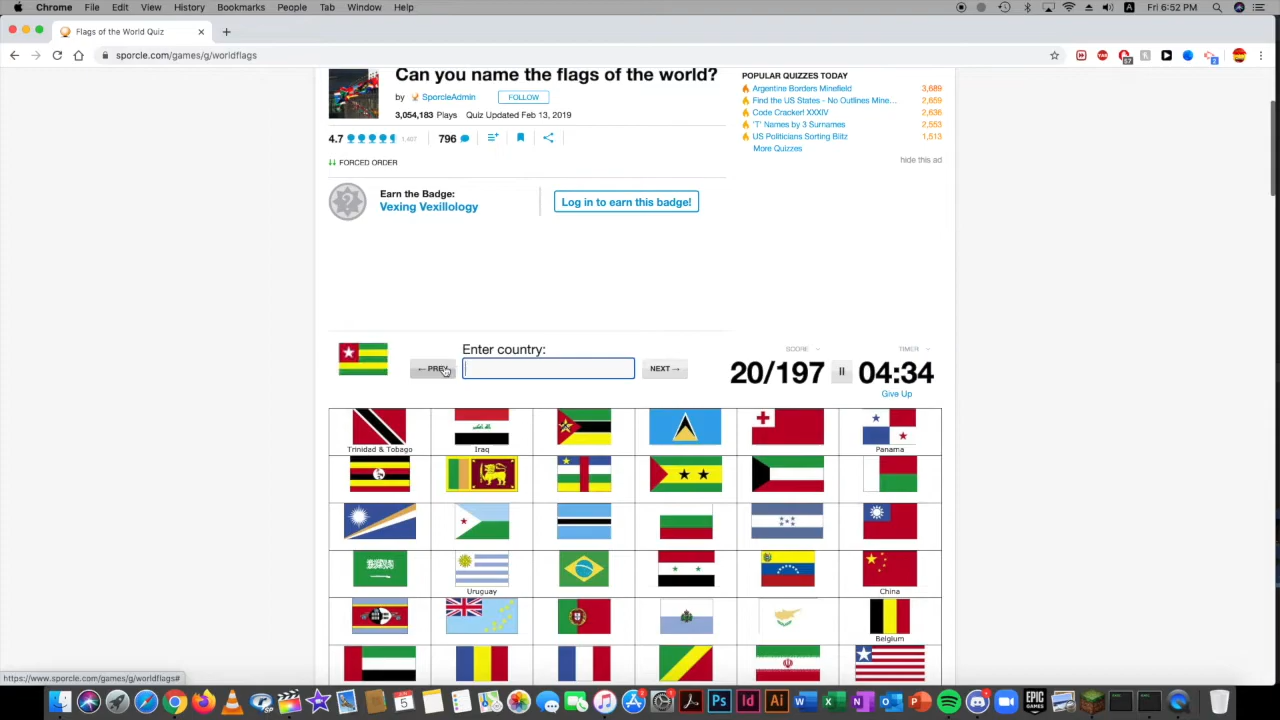 Chrome File Edit View History Bookmarks People Tab Window Help A Fri 6:52 PM
Flags of the World Quiz
sporcle.com/games/g/worldflags
Can you name the flags of the world?
by SporcleAdmin FOLLOW
3,054,183 Plays Quiz Updated Feb 13, 2019
4.7 1,407 796
FORCED ORDER
Earn the Badge:
Vexing Vexillology
Log in to earn this badge!
POPULAR QUIZZES TODAY
Argentine Borders Minefield 3,689
Find the US States - No Outlines Mine... 2,659
Code Cracker! XXXIV 2,636
'T' Names by 3 Surnames 2,553
US Politicians Sorting Blitz 1,513
More Quizzes
hide this ad
Enter country:
← PREV
NEXT →
SCORE
20/197
TIMER
04:34
Give Up
Trinidad & Tobago Iraq Panama
Uruguay China
Belgium
https://www.sporcle.com/games/g/worldflags#